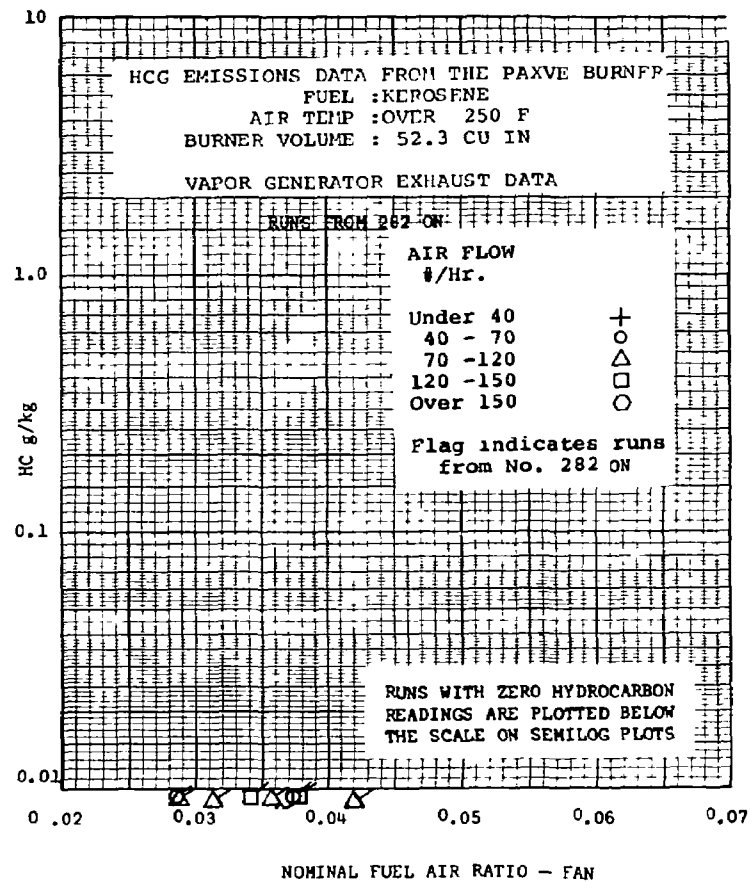 10
HCG EMISSIONS DATA FROM THE PAXVE BURNER
FUEL :KEROSENE
AIR TEMP :OVER 250 F
BURNER VOLUME : 52.3 CU IN
VAPOR GENERATOR EXHAUST DATA
RUNS FROM 282 ON
AIR FLOW
#/Hr.
Under 40 +
40 - 70 ○
70 -120 △
120 -150 □
Over 150 ⬡
Flag indicates runs
from No. 282 ON
1.0
HC g/kg
0.1
RUNS WITH ZERO HYDROCARBON
READINGS ARE PLOTTED BELOW
THE SCALE ON SEMILOG PLOTS
0.01
0.02 0.03 0.04 0.05 0.06 0.07
NOMINAL FUEL AIR RATIO — FAN